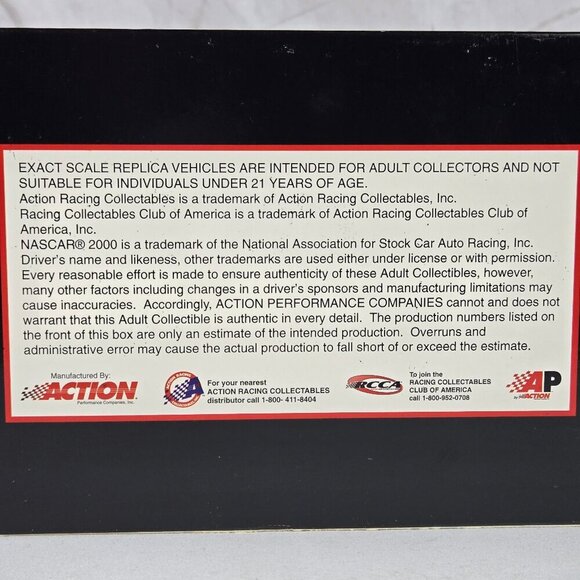 EXACT SCALE REPLICA VEHICLES ARE INTENDED FOR ADULT COLLECTORS AND NOT
SUITABLE FOR INDIVIDUALS UNDER 21 YEARS OF AGE.
Action Racing Collectables is a trademark of Action Racing Collectables, Inc.
Racing Collectables Club of America is a trademark of Action Racing Collectables Club of
America, Inc.
NASCAR® 2000 is a trademark of the National Association for Stock Car Auto Racing, Inc.
Driver's name and likeness, other trademarks are used either under license or with permission.
Every reasonable effort is made to ensure authenticity of these Adult Collectibles, however,
many other factors including changes in a driver's sponsors and manufacturing limitations may
cause inaccuracies. Accordingly, ACTION PERFORMANCE COMPANIES cannot and does not
warrant that this Adult Collectible is authentic in every detail. The production numbers listed on
the front of this box are only an estimate of the intended production. Overruns and
administrative error may cause the actual production to fall short of or exceed the estimate.
Manufactured By:
ACTION
Performance Companies, Inc.
A
For your nearest
ACTION RACING COLLECTABLES
distributor call 1-800- 411-8404
RCCA
To join the
RACING COLLECTABLES
CLUB OF AMERICA
call 1-800-952-0708
AP
by ACTION